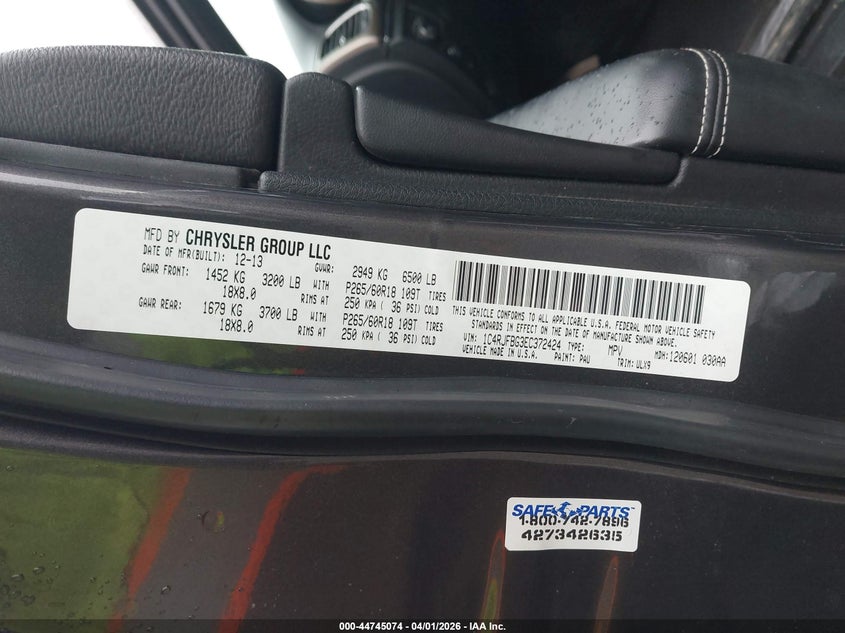 MFD BY CHRYSLER GROUP LLC
DATE OF MFR(BUILT): 12-13 GVWR: 2949 KG 6500 LB
GAWR FRONT: 1452 KG 3200 LB WITH P265/60R18 109T TIRES
18X8.0 RIMS AT 250 KPA ( 36 PSI) COLD
GAWR REAR: 1679 KG 3700 LB WITH P265/60R18 109T TIRES
18X8.0 RIMS AT 250 KPA ( 36 PSI) COLD
THIS VEHICLE CONFORMS TO ALL APPLICABLE U.S.A. FEDERAL MOTOR VEHICLE SAFETY
STANDARDS IN EFFECT ON THE DATE OF MANUFACTURE SHOWN ABOVE.
VIN: 1C4RJFBG3EC372424 TYPE: MPV MDH:120601 030AA
VEHICLE MADE IN U.S.A. PAINT: PAU TRIM: ULX9
SAFE PARTS™
1-800-742-7896
427342635
000-44745074 | 04/01/2026 | IAA Inc.